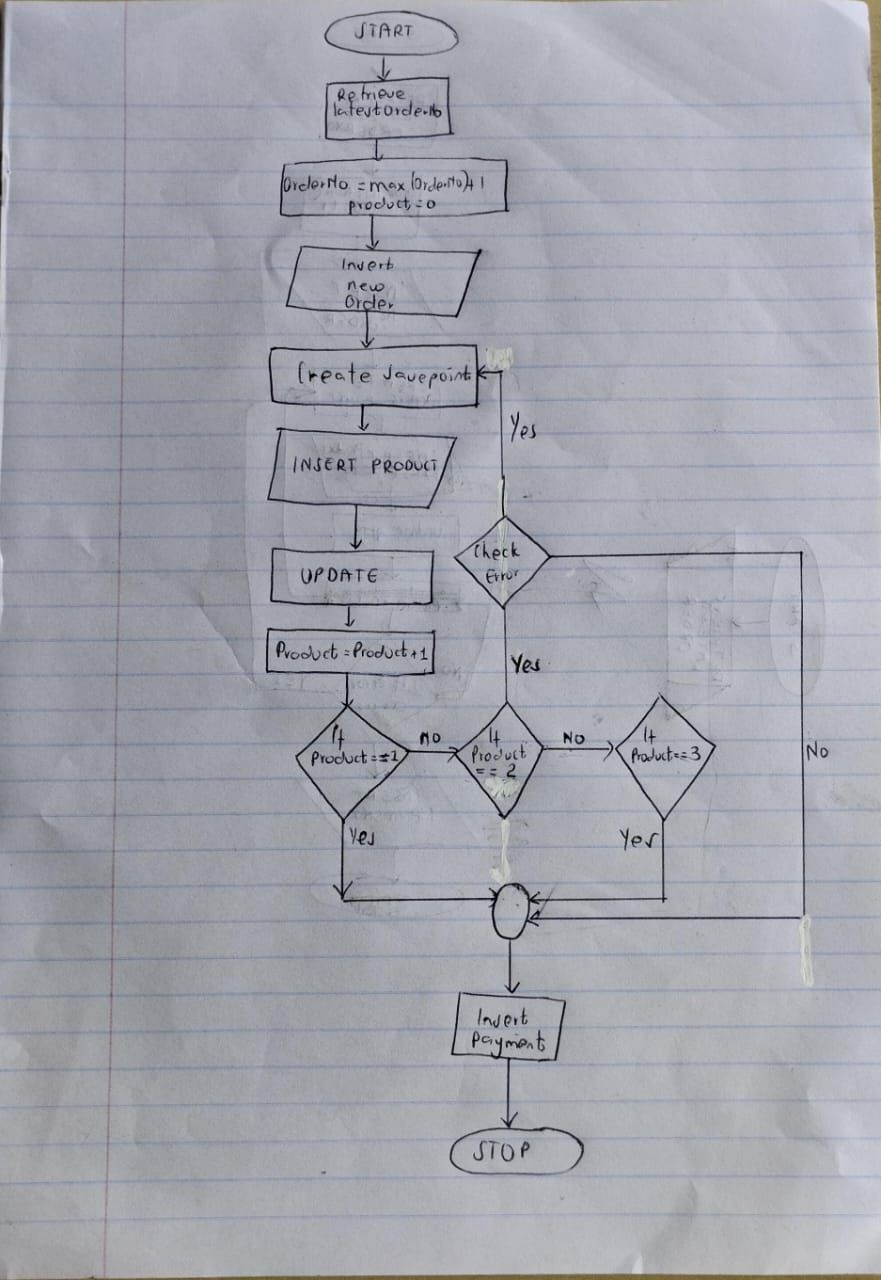 START
Retrieve
latestOrderNo
OrderNo = max(OrderNo)+1
product = 0
Insert
new
Order
Create Savepoint
Yes
INSERT PRODUCT
Check
Error
UPDATE
Product = Product+1
Yes
If
Product==1
NO
If
Product
== 2
NO
If
Product==3
No
Yes
Yes
Insert
Payment
STOP